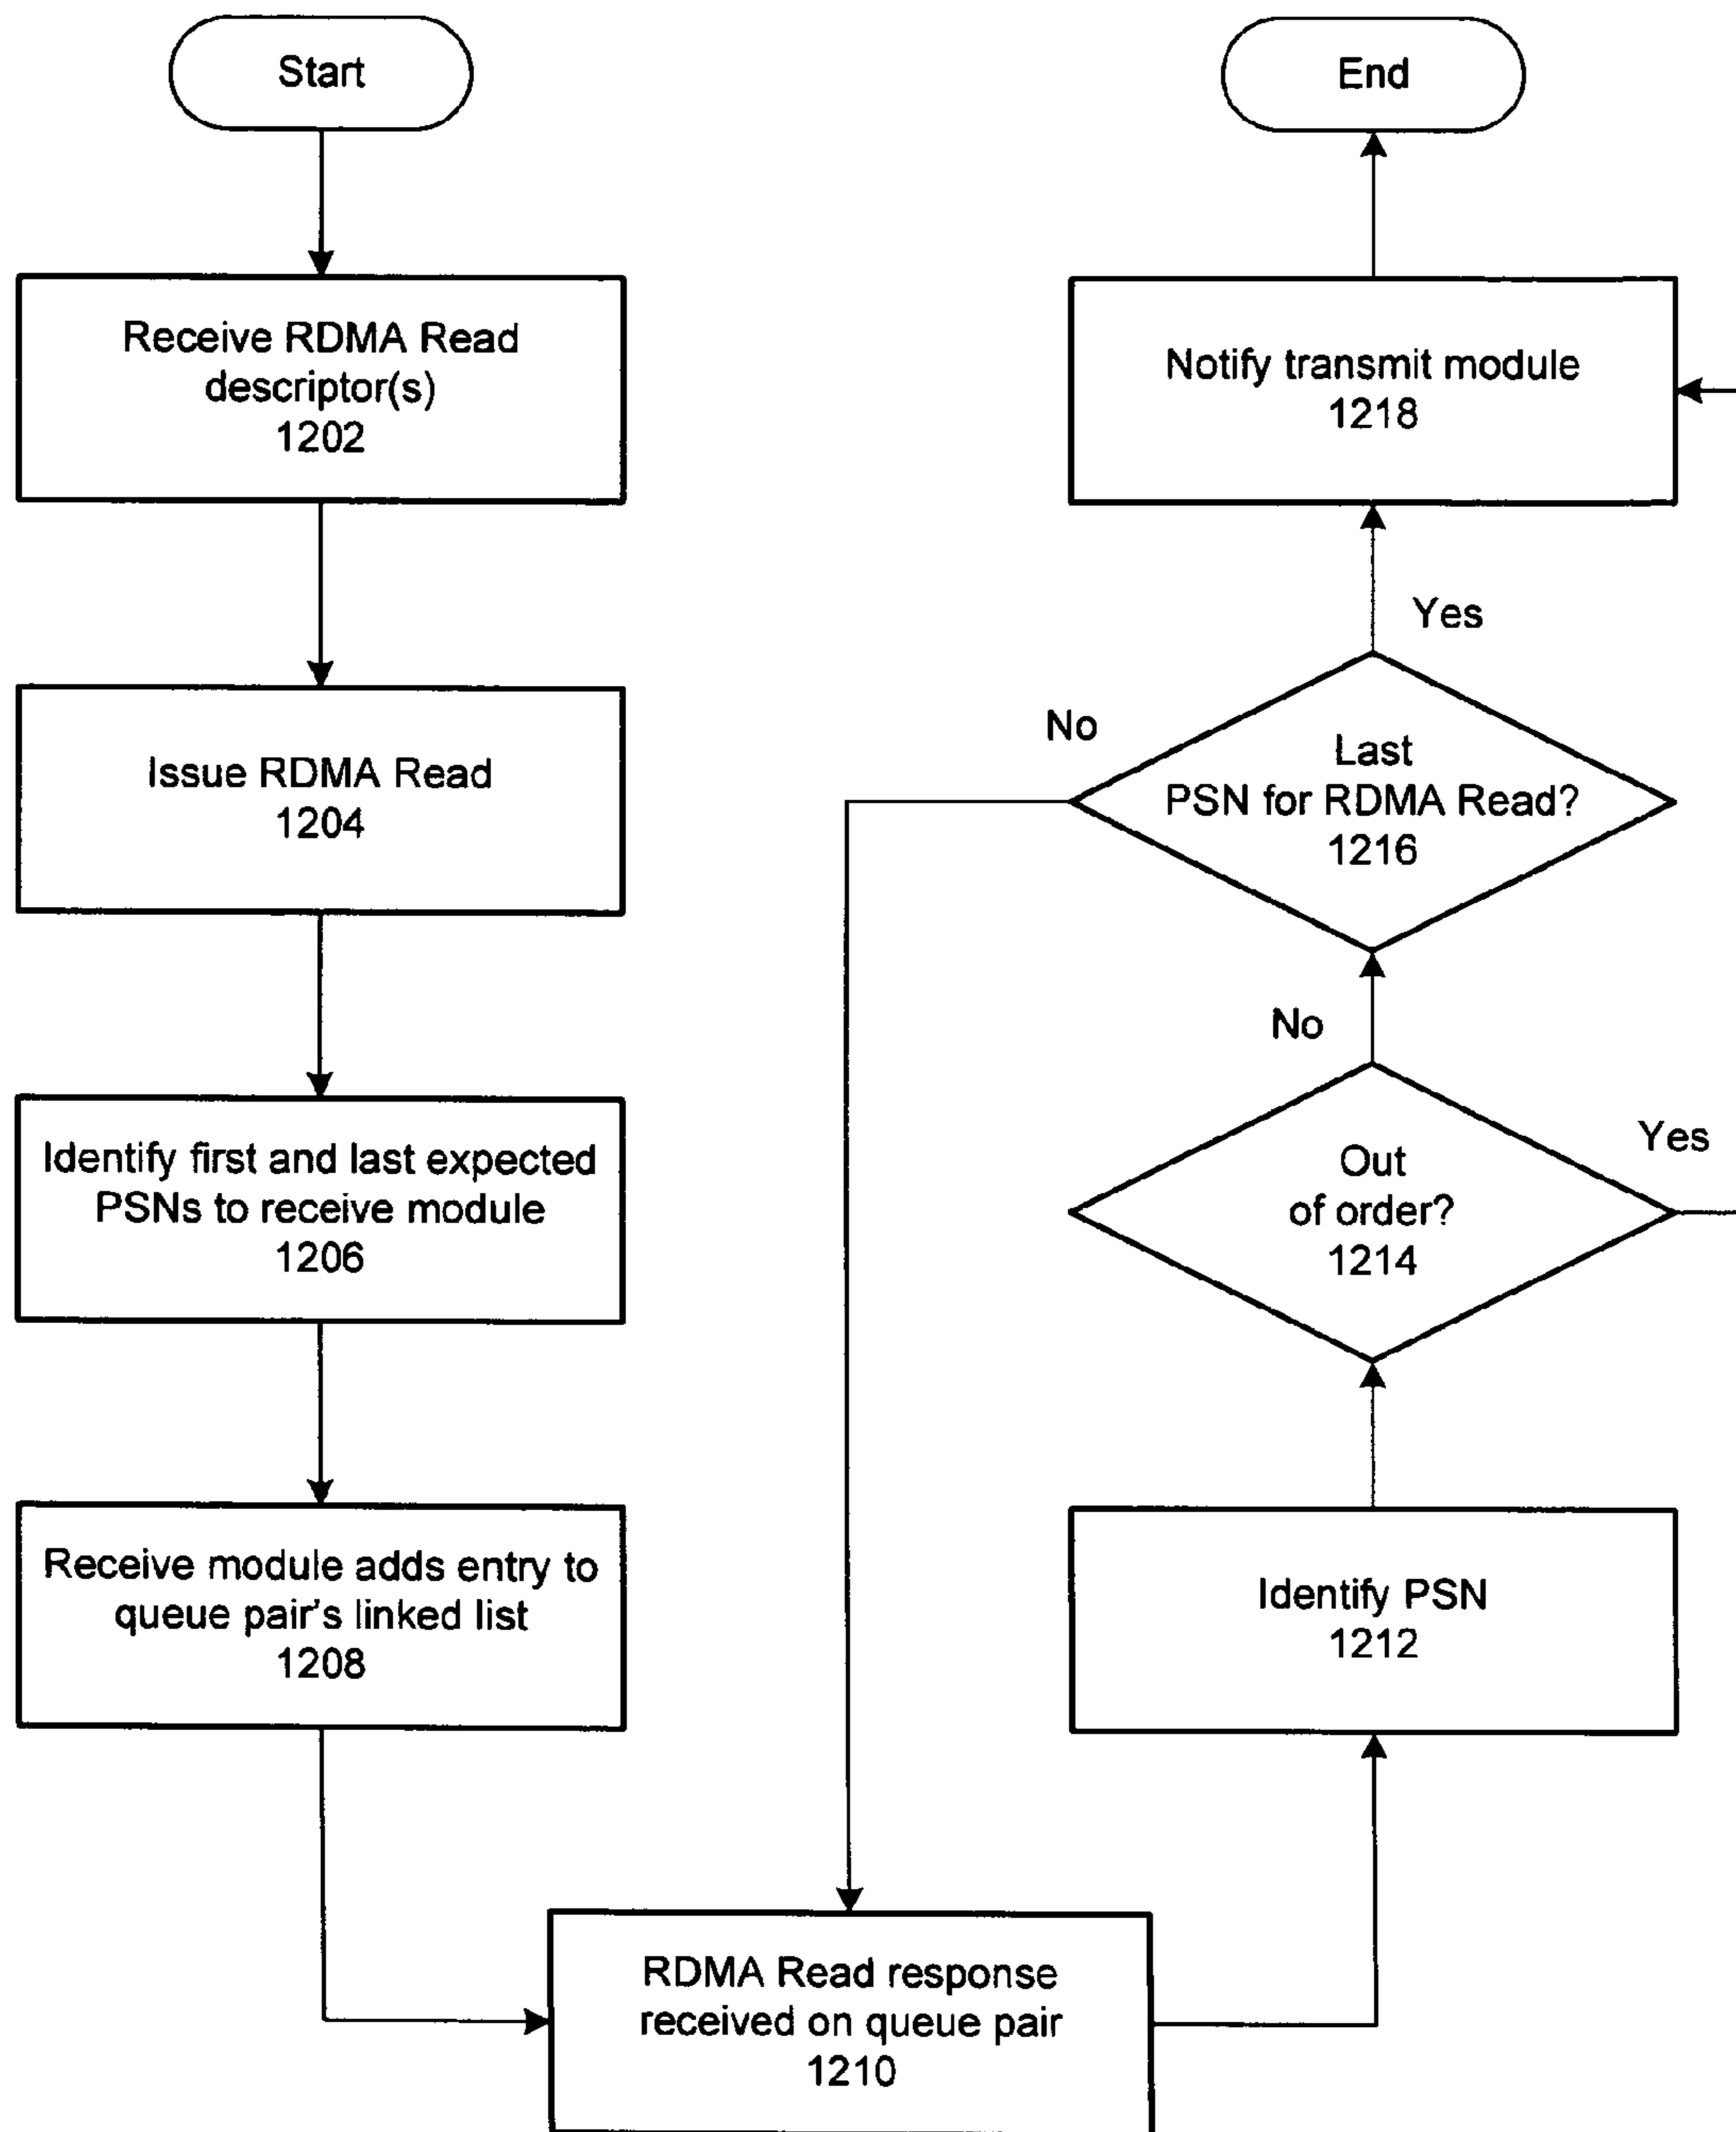 Start
Receive RDMA Read
descriptor(s)
1202
Issue RDMA Read
1204
Identify first and last expected
PSNs to receive module
1206
Receive module adds entry to
queue pair's linked list
1208
RDMA Read response
received on queue pair
1210
Identify PSN
1212
Out
of order?
1214
Yes
No
Last
PSN for RDMA Read?
1216
No
Yes
Notify transmit module
1218
End